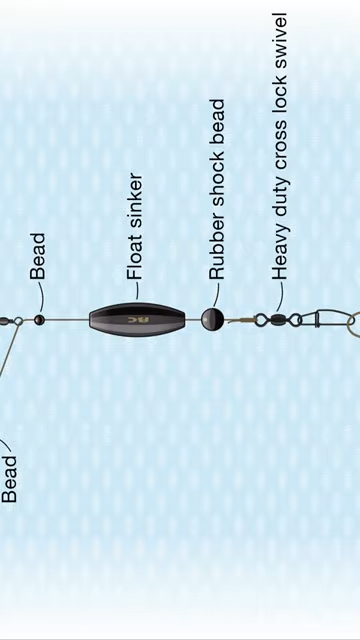 Bead
Bead
Float sinker
Rubber shock bead
Heavy duty cross lock swivel